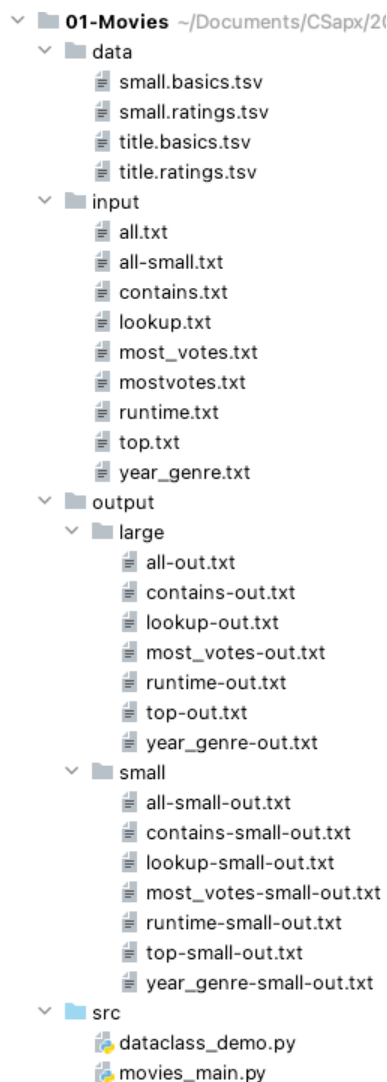 01-Movies ~/Documents/CSapx/20
data
small.basics.tsv
small.ratings.tsv
title.basics.tsv
title.ratings.tsv
input
all.txt
all-small.txt
contains.txt
lookup.txt
most_votes.txt
mostvotes.txt
runtime.txt
top.txt
year_genre.txt
output
large
all-out.txt
contains-out.txt
lookup-out.txt
most_votes-out.txt
runtime-out.txt
top-out.txt
year_genre-out.txt
small
all-small-out.txt
contains-small-out.txt
lookup-small-out.txt
most_votes-small-out.txt
runtime-small-out.txt
top-small-out.txt
year_genre-small-out.txt
src
dataclass_demo.py
movies_main.py